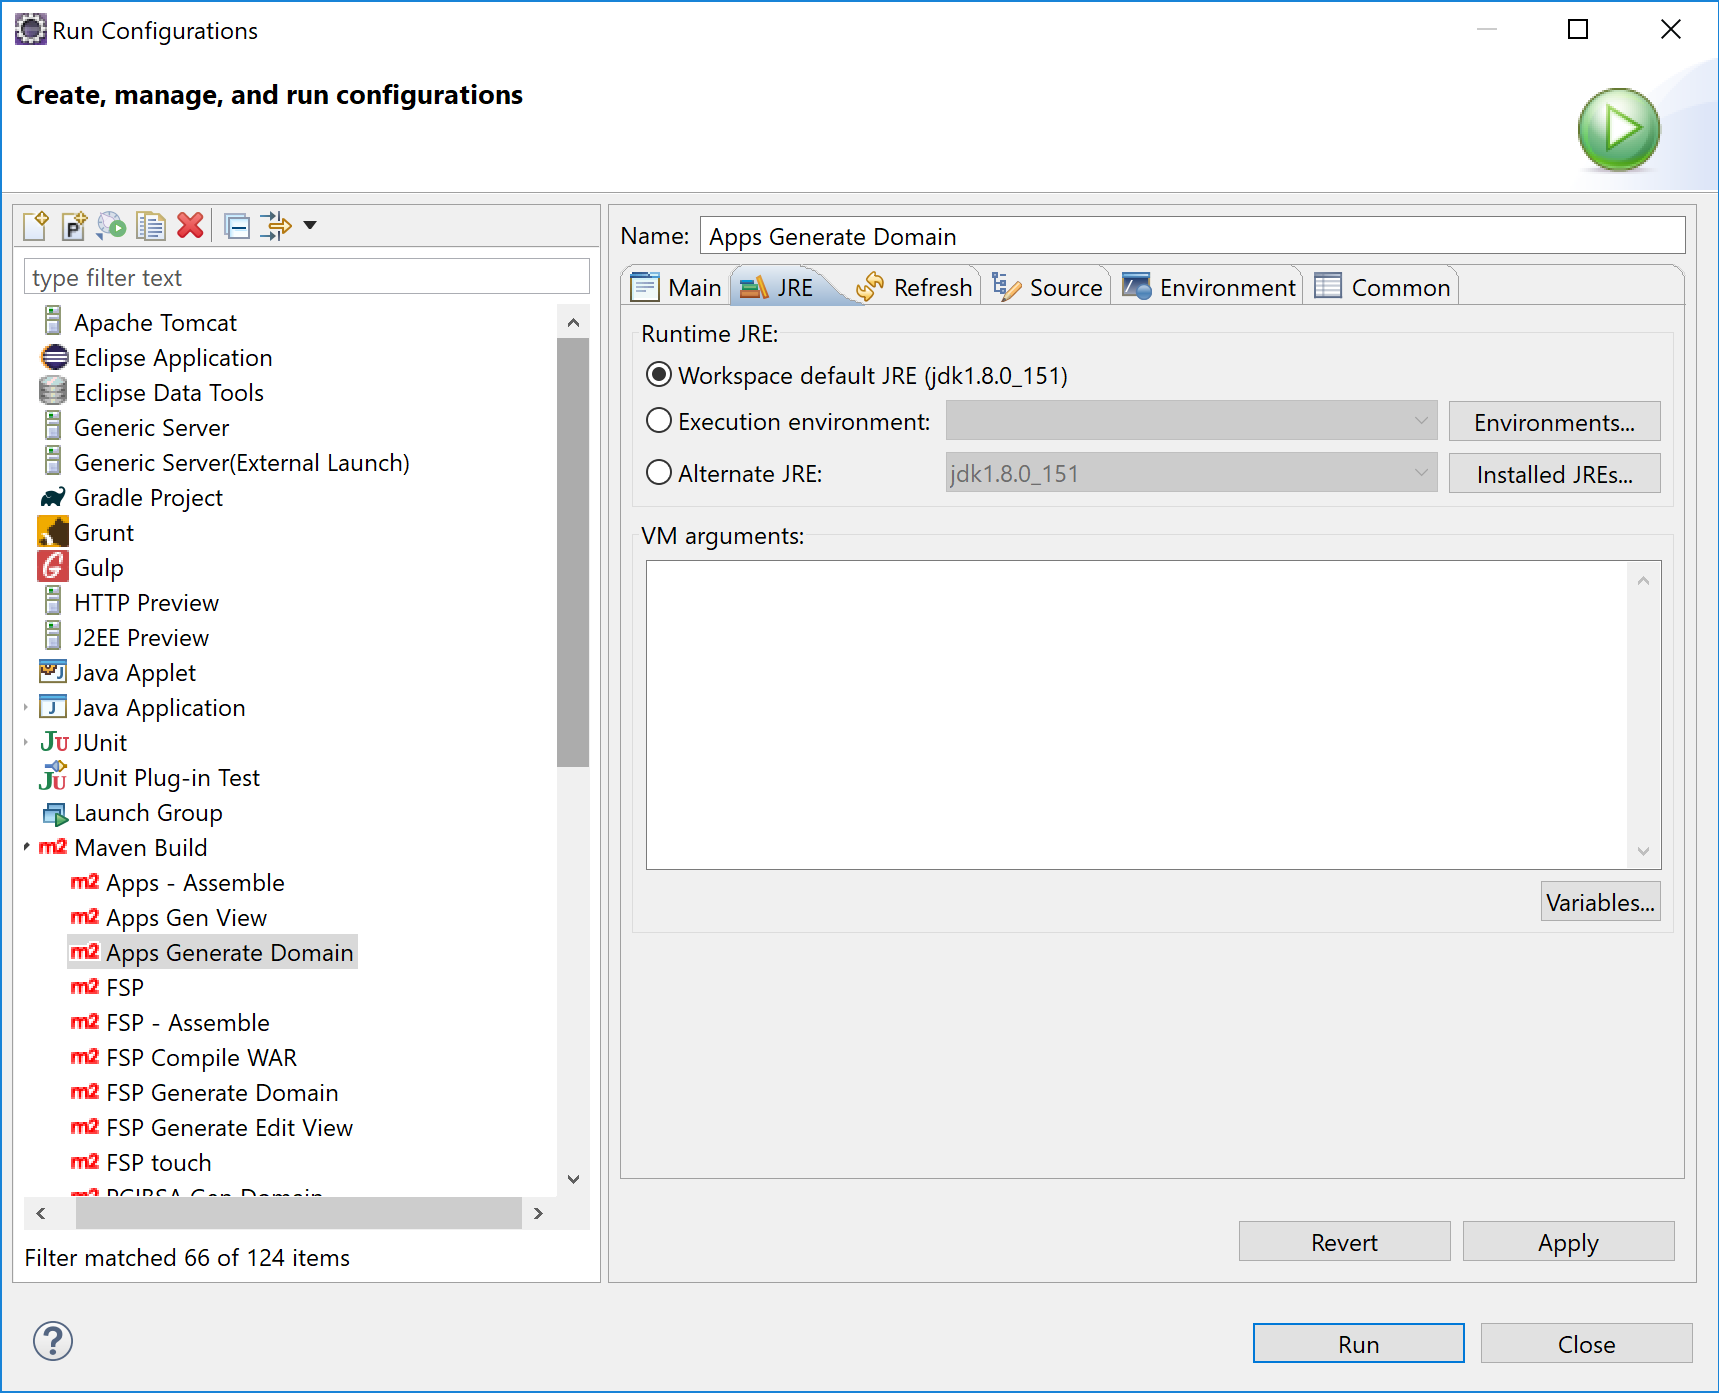 Run Configurations
Create, manage, and run configurations
type filter text
Apache Tomcat
Eclipse Application
Eclipse Data Tools
Generic Server
Generic Server(External Launch)
Gradle Project
Grunt
Gulp
HTTP Preview
J2EE Preview
Java Applet
Java Application
JUnit
JUnit Plug-in Test
Launch Group
m2 Maven Build
m2 Apps - Assemble
m2 Apps Gen View
m2 Apps Generate Domain
m2 FSP
m2 FSP - Assemble
m2 FSP Compile WAR
m2 FSP Generate Domain
m2 FSP Generate Edit View
m2 FSP touch
Filter matched 66 of 124 items
Name: Apps Generate Domain
Main JRE Refresh Source Environment Common
Runtime JRE:
Workspace default JRE (jdk1.8.0_151)
Execution environment: Environments...
Alternate JRE: jdk1.8.0_151 Installed JREs...
VM arguments:
Variables...
Revert Apply
Run Close